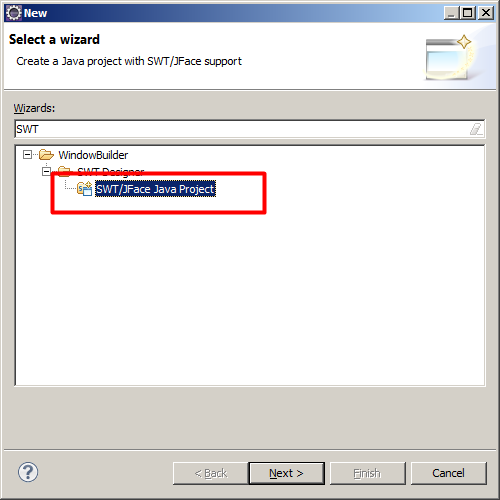 New
Select a wizard
Create a Java project with SWT/JFace support
Wizards:
SWT
WindowBuilder
SWT Designer
SWT/JFace Java Project
?
< Back
Next >
Finish
Cancel